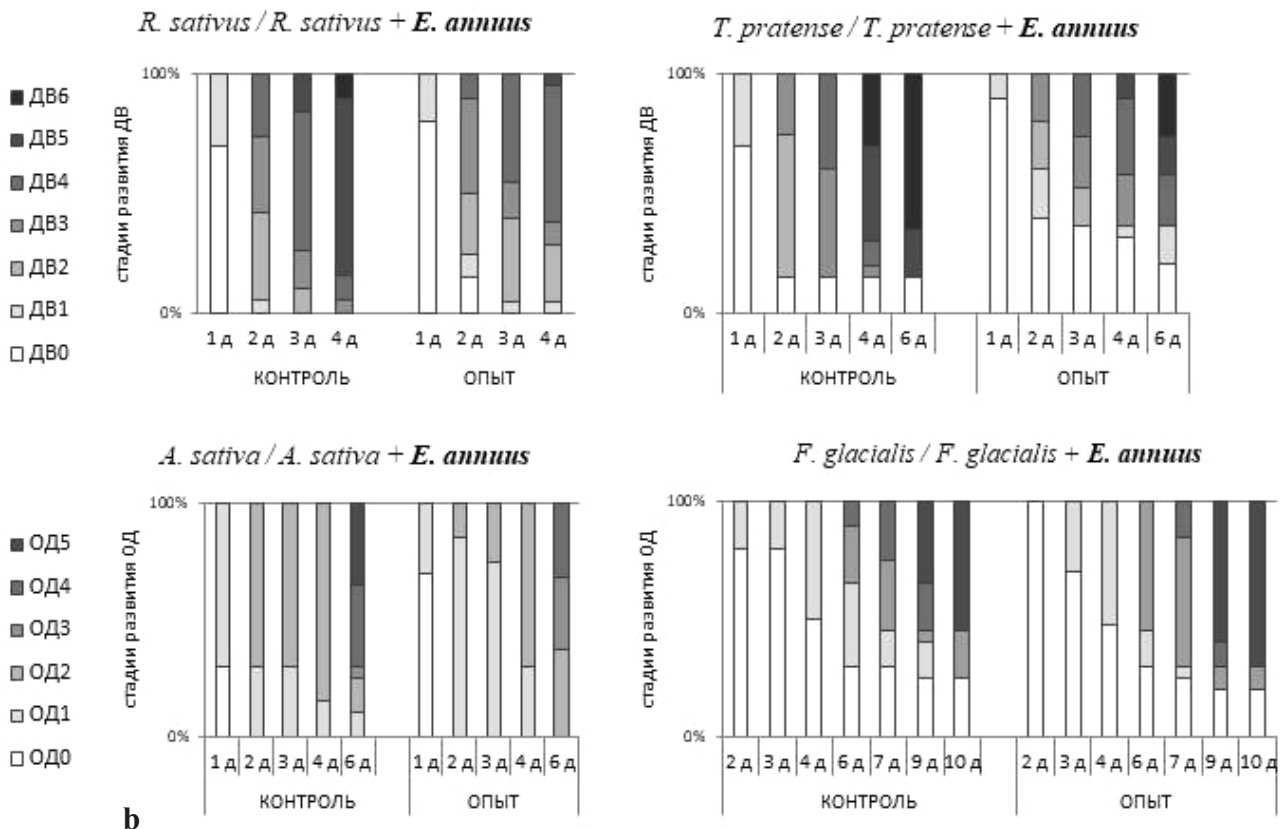 R. sativus / R. sativus + E. annuus
T. pratense / T. pratense + E. annuus
ДВ6
ДВ5
ДВ4
ДВ3
ДВ2
ДВ1
ДВ0
стадии развития ДВ
100%
0%
1 д 2 д 3 д 4 д 1 д 2 д 3 д 4 д
КОНТРОЛЬ ОПЫТ
стадии развития ДВ
100%
0%
1 д 2 д 3 д 4 д 6 д 1 д 2 д 3 д 4 д 6 д
КОНТРОЛЬ ОПЫТ
A. sativa / A. sativa + E. annuus
F. glacialis / F. glacialis + E. annuus
ОД5
ОД4
ОД3
ОД2
ОД1
ОД0
стадии развития ОД
100%
0%
1 д 2 д 3 д 4 д 6 д 1 д 2 д 3 д 4 д 6 д
КОНТРОЛЬ ОПЫТ
стадии развития ОД
100%
0%
2 д 3 д 4 д 6 д 7 д 9 д 10 д 2 д 3 д 4 д 6 д 7 д 9 д 10 д
КОНТРОЛЬ ОПЫТ
b